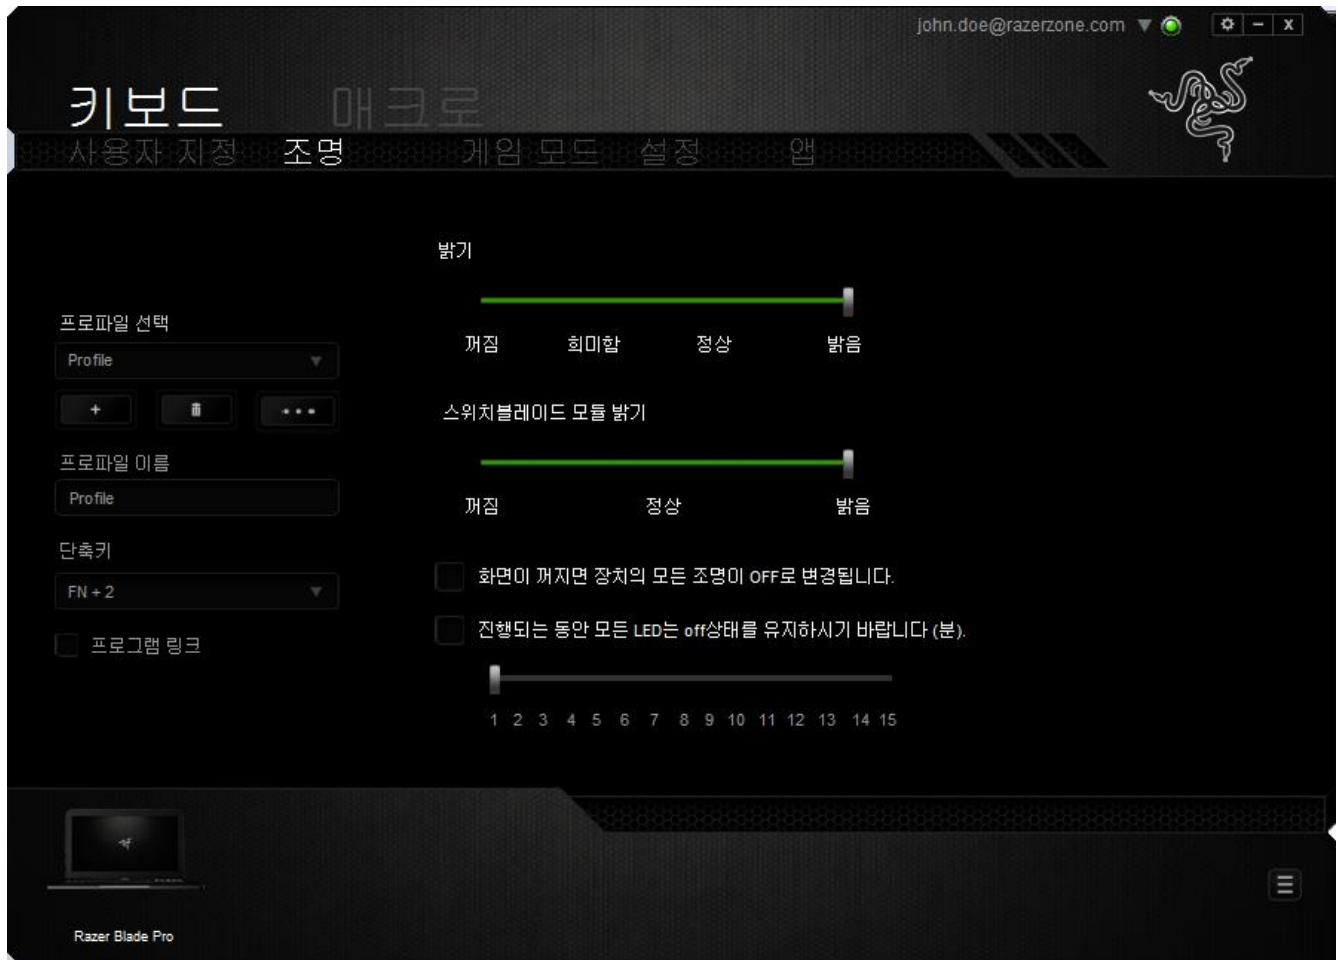 john.doe@razerzone.com
키보드 매크로
사용자 지정 조명 게임 모드 설정 앱
밝기
꺼짐 희미함 정상 밝음
프로파일 선택
Profile
스위치블레이드 모듈 밝기
꺼짐 정상 밝음
프로파일 이름
Profile
단축키
FN + 2
프로그램 링크
화면이 꺼지면 장치의 모든 조명이 OFF로 변경됩니다.
진행되는 동안 모든 LED는 off상태를 유지하시기 바랍니다 (분).
1 2 3 4 5 6 7 8 9 10 11 12 13 14 15
Razer Blade Pro